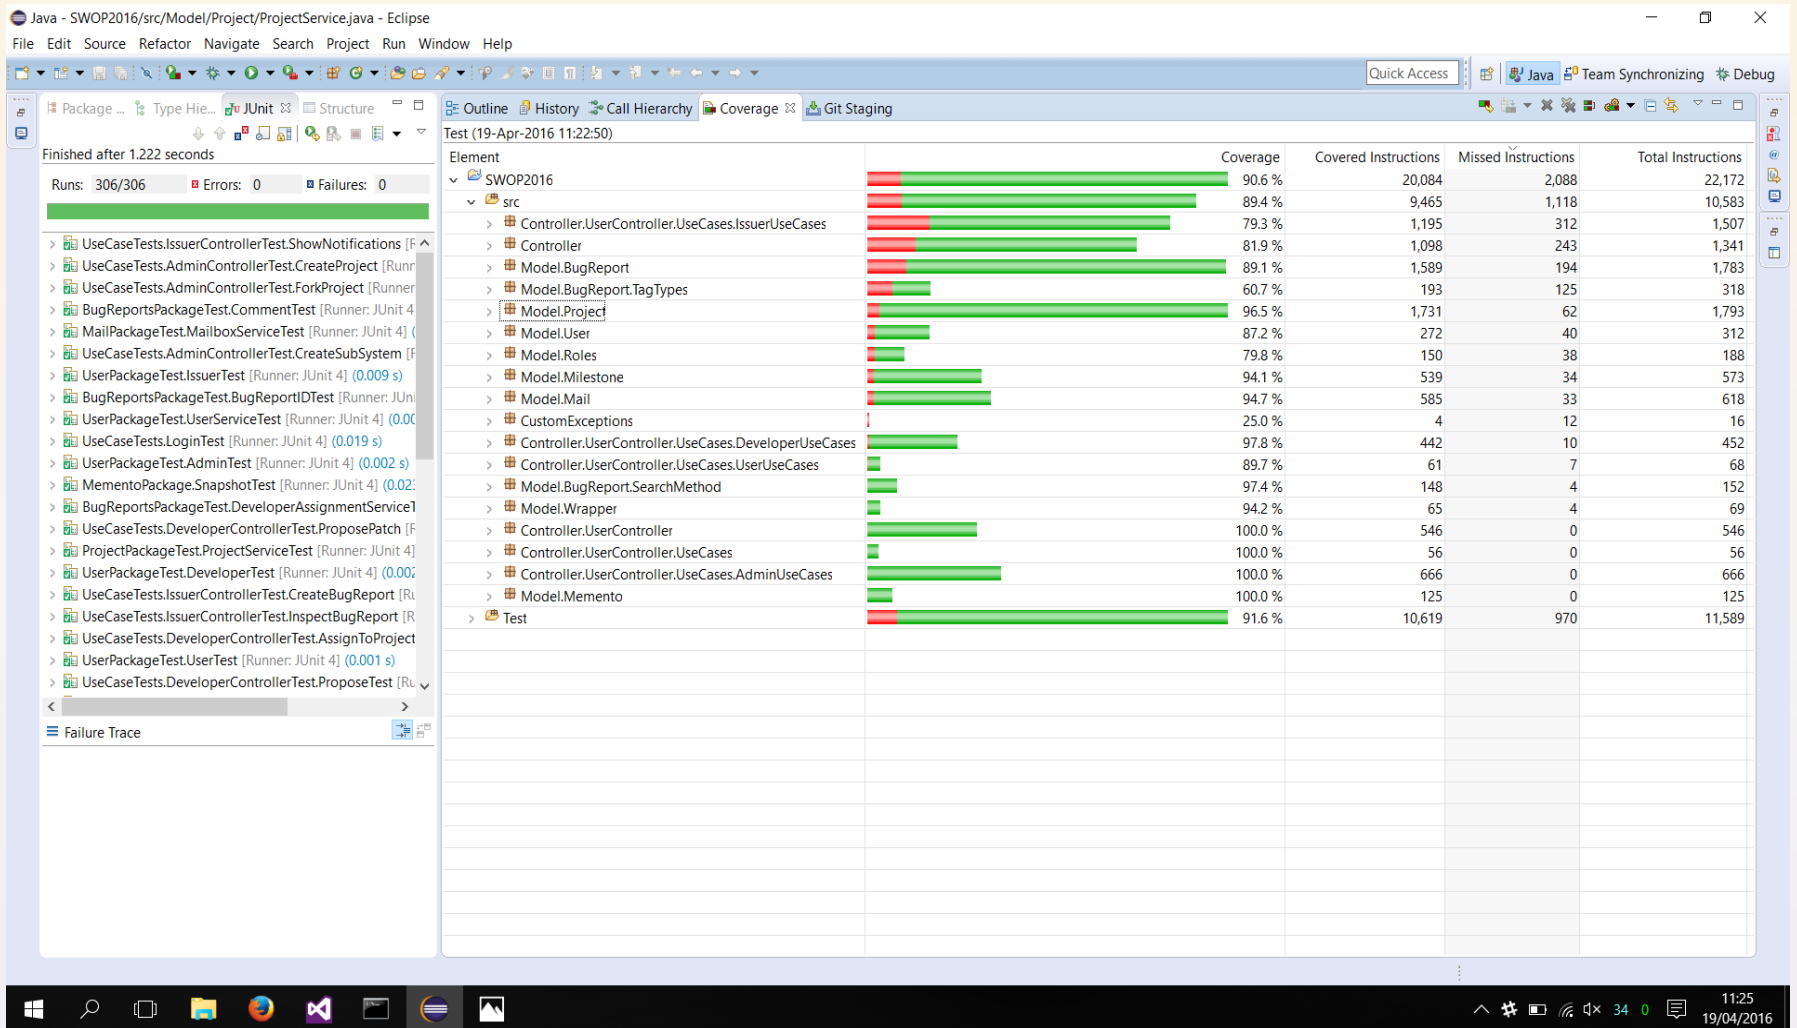 Java - SWOP2016/src/Model/Project/ProjectService.java - Eclipse
File Edit Source Refactor Navigate Search Project Run Window Help
Quick Access Java Team Synchronizing Debug
Package ... Type Hie... JUnit Structure
Outline History Call Hierarchy Coverage Git Staging
Finished after 1.222 seconds
Runs: 306/306 Errors: 0 Failures: 0
UseCaseTests.IssuerControllerTest.ShowNotifications [R
UseCaseTests.AdminControllerTest.CreateProject [Runn
UseCaseTests.AdminControllerTest.ForkProject [Runner
BugReportsPackageTest.CommentTest [Runner: JUnit 4
MailPackageTest.MailboxServiceTest [Runner: JUnit 4] (
UseCaseTests.AdminControllerTest.CreateSubSystem [F
UserPackageTest.IssuerTest [Runner: JUnit 4] (0.009 s)
BugReportsPackageTest.BugReportIDTest [Runner: JUni
UserPackageTest.UserServiceTest [Runner: JUnit 4] (0.00
UseCaseTests.LoginTest [Runner: JUnit 4] (0.019 s)
UserPackageTest.AdminTest [Runner: JUnit 4] (0.002 s)
MementoPackage.SnapshotTest [Runner: JUnit 4] (0.02
BugReportsPackageTest.DeveloperAssignmentServiceT
UseCaseTests.DeveloperControllerTest.ProposePatch [F
ProjectPackageTest.ProjectServiceTest [Runner: JUnit 4]
UserPackageTest.DeveloperTest [Runner: JUnit 4] (0.002
UseCaseTests.IssuerControllerTest.CreateBugReport [Ru
UseCaseTests.IssuerControllerTest.InspectBugReport [R
UseCaseTests.DeveloperControllerTest.AssignToProject
UserPackageTest.UserTest [Runner: JUnit 4] (0.001 s)
UseCaseTests.DeveloperControllerTest.ProposeTest [Ru
Failure Trace
Test (19-Apr-2016 11:22:50)
Element Coverage Covered Instructions Missed Instructions Total Instructions
SWOP2016 90.6 % 20,084 2,088 22,172
src 89.4 % 9,465 1,118 10,583
Controller.UserController.UseCases.IssuerUseCases 79.3 % 1,195 312 1,507
Controller 81.9 % 1,098 243 1,341
Model.BugReport 89.1 % 1,589 194 1,783
Model.BugReport.TagTypes 60.7 % 193 125 318
Model.Project 96.5 % 1,731 62 1,793
Model.User 87.2 % 272 40 312
Model.Roles 79.8 % 150 38 188
Model.Milestone 94.1 % 539 34 573
Model.Mail 94.7 % 585 33 618
CustomExceptions 25.0 % 4 12 16
Controller.UserController.UseCases.DeveloperUseCases 97.8 % 442 10 452
Controller.UserController.UseCases.UserUseCases 89.7 % 61 7 68
Model.BugReport.SearchMethod 97.4 % 148 4 152
Model.Wrapper 94.2 % 65 4 69
Controller.UserController 100.0 % 546 0 546
Controller.UserController.UseCases 100.0 % 56 0 56
Controller.UserController.UseCases.AdminUseCases 100.0 % 666 0 666
Model.Memento 100.0 % 125 0 125
Test 91.6 % 10,619 970 11,589
34 0
11:25
19/04/2016